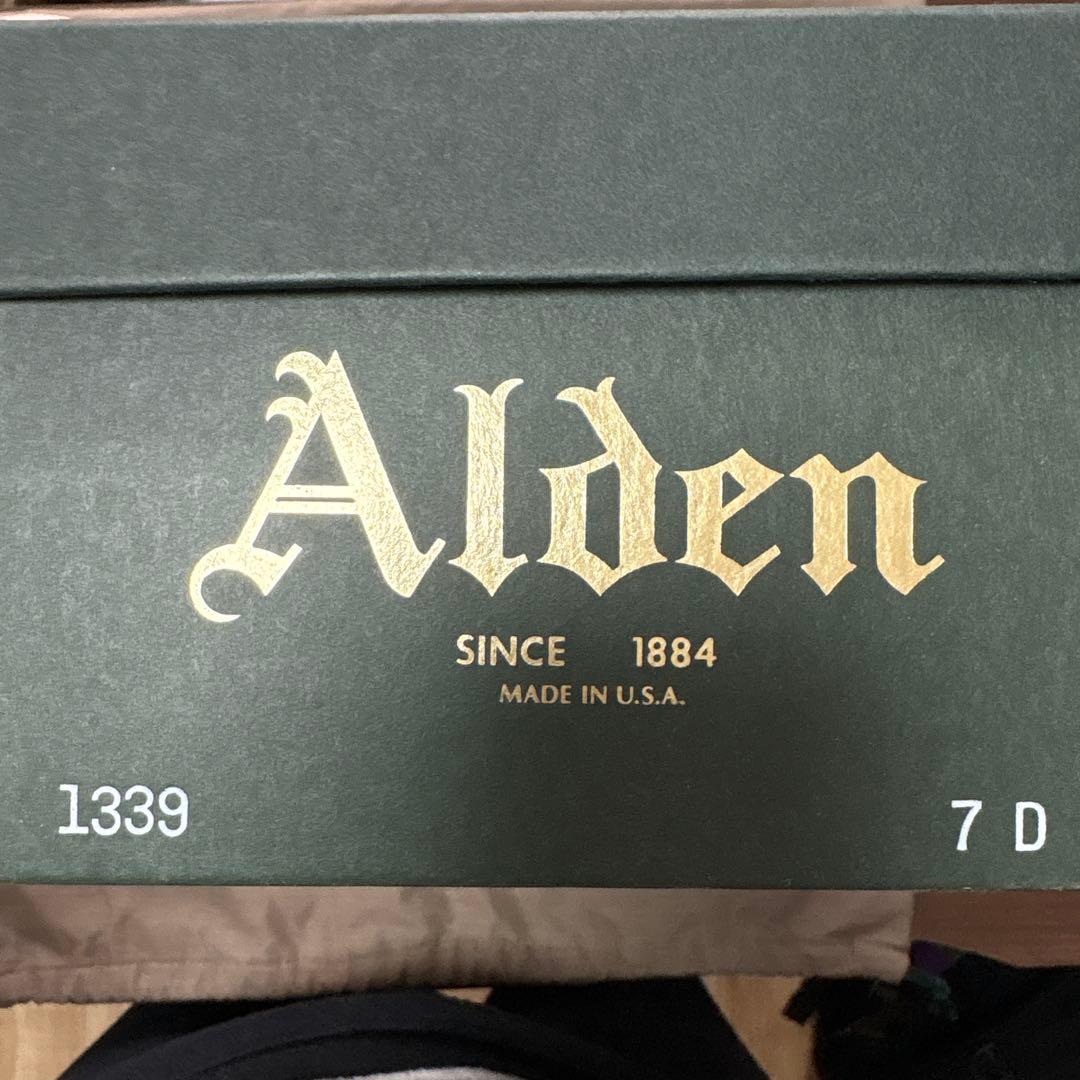 Alden
SINCE 1884
MADE IN U.S.A.
1339 7 D